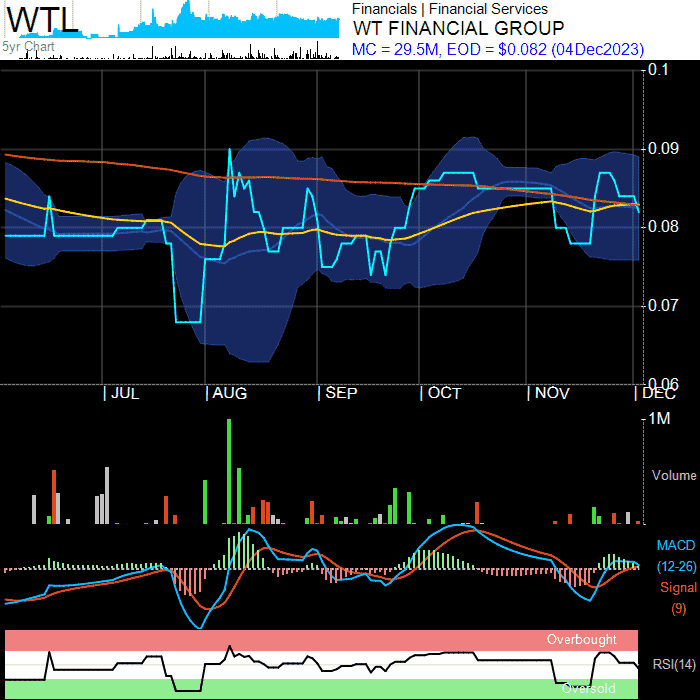 WTL
5yr Chart
Financials | Financial Services
WT FINANCIAL GROUP
MC = 29.5M, EOD = $0.082 (04Dec2023)
0.1
0.09
0.08
0.07
0.06
JUL
AUG
SEP
OCT
NOV
DEC
1M
Volume
MACD
(12-26)
Signal
(9)
Overbought
RSI(14)
Oversold